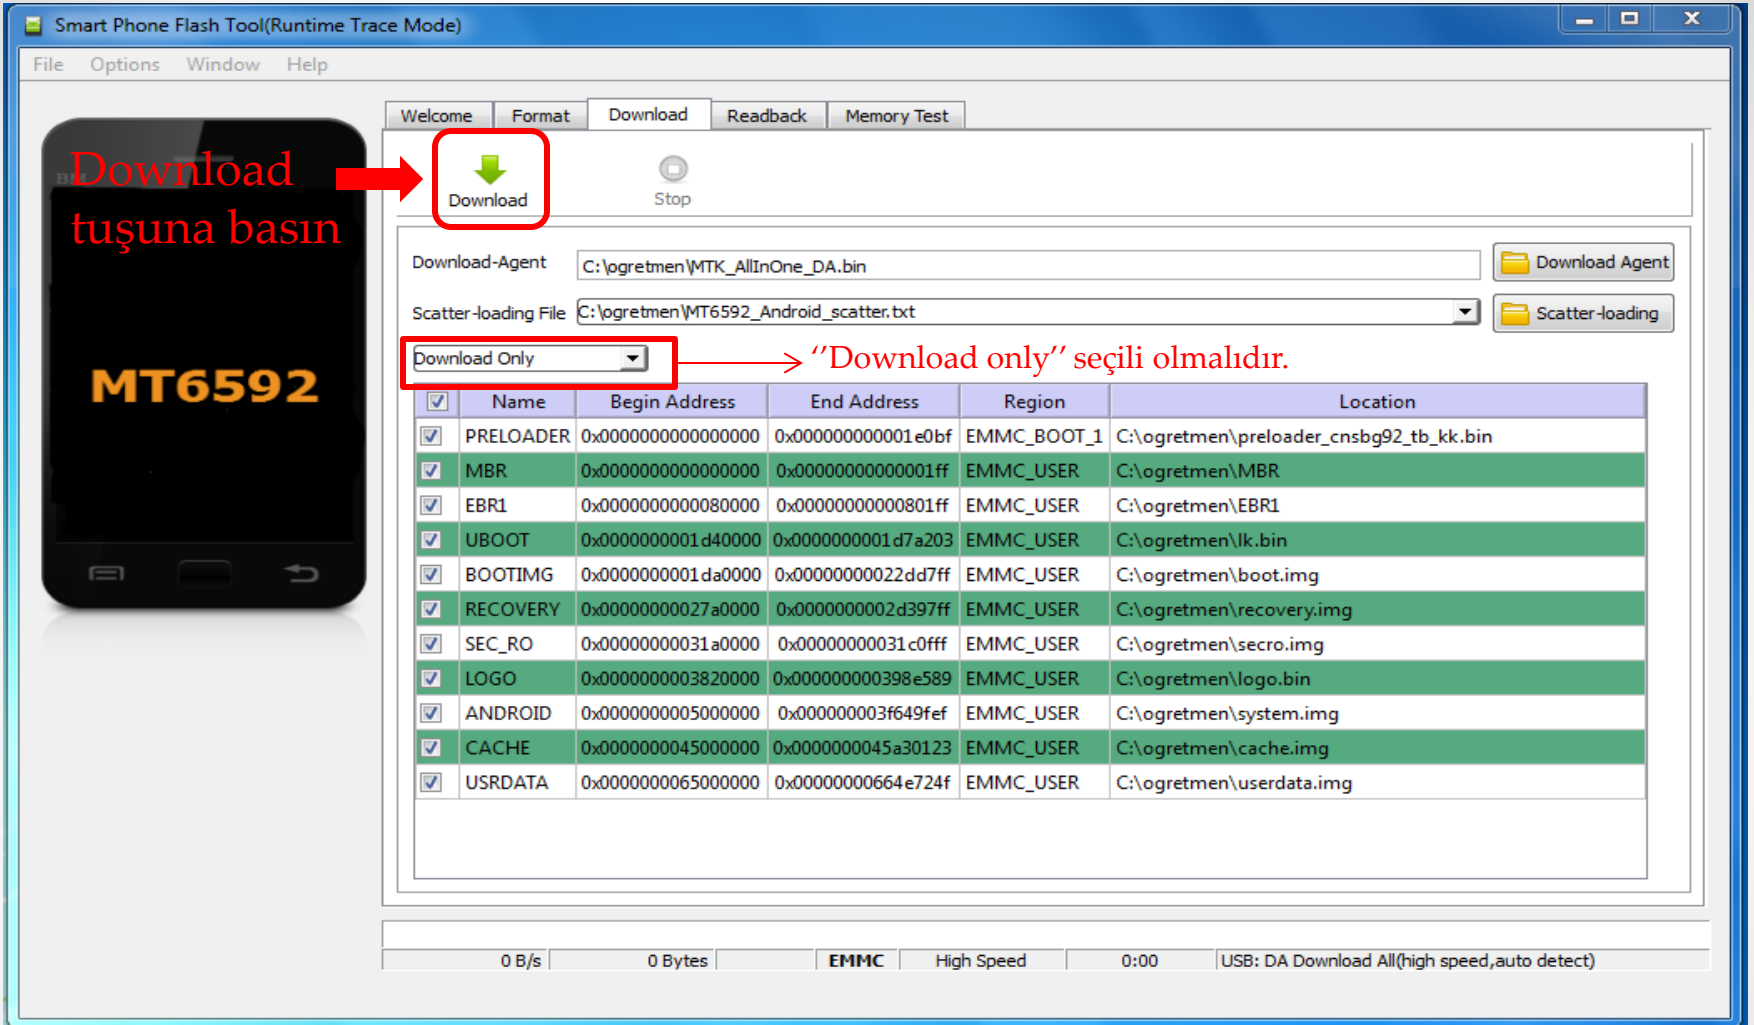 Smart Phone Flash Tool(Runtime Trace Mode)
File Options Window Help
Welcome Format Download Readback Memory Test
BM
Download
tuşuna basın
Download Stop
Download-Agent C:\ogretmen\MTK_AllInOne_DA.bin Download Agent
Scatter-loading File C:\ogretmen\MT6592_Android_scatter.txt Scatter-loading
Download Only ‘’Download only’’ seçili olmalıdır.
MT6592
Name Begin Address End Address Region Location
PRELOADER 0x0000000000000000 0x000000000001e0bf EMMC_BOOT_1 C:\ogretmen\preloader_cnsbg92_tb_kk.bin
MBR 0x0000000000000000 0x00000000000001ff EMMC_USER C:\ogretmen\MBR
EBR1 0x0000000000080000 0x00000000000801ff EMMC_USER C:\ogretmen\EBR1
UBOOT 0x0000000001d40000 0x0000000001d7a203 EMMC_USER C:\ogretmen\lk.bin
BOOTIMG 0x0000000001da0000 0x00000000022dd7ff EMMC_USER C:\ogretmen\boot.img
RECOVERY 0x00000000027a0000 0x0000000002d397ff EMMC_USER C:\ogretmen\recovery.img
SEC_RO 0x00000000031a0000 0x00000000031c0fff EMMC_USER C:\ogretmen\secro.img
LOGO 0x0000000003820000 0x000000000398e589 EMMC_USER C:\ogretmen\logo.bin
ANDROID 0x0000000005000000 0x000000003f649fef EMMC_USER C:\ogretmen\system.img
CACHE 0x0000000045000000 0x0000000045a30123 EMMC_USER C:\ogretmen\cache.img
USRDATA 0x0000000065000000 0x00000000664e724f EMMC_USER C:\ogretmen\userdata.img
0 B/s 0 Bytes EMMC High Speed 0:00 USB: DA Download All(high speed,auto detect)